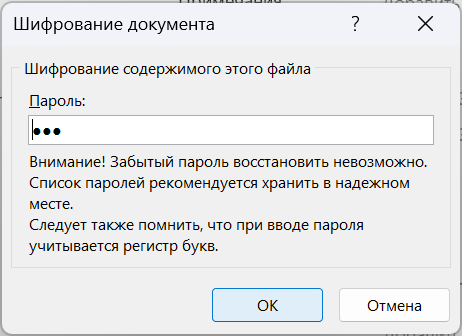 Шифрование документа
?
Шифрование содержимого этого файла
Пароль:
●●●
Внимание! Забытый пароль восстановить невозможно.
Список паролей рекомендуется хранить в надежном
месте.
Следует также помнить, что при вводе пароля
учитывается регистр букв.
ОК
Отмена